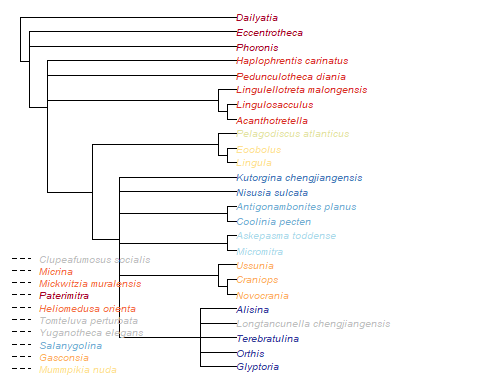 Dailyatia
Eccentrotheca
Phoronis
Haplophrentis carinatus
Pedunculotheca diania
Lingulellotreta malongensis
Lingulosacculus
Acanthotretella
Pelagodiscus atlanticus
Eoobolus
Lingula
Kutorgina chengjiangensis
Nisusia sulcata
Antigonambonites planus
Coolinia pecten
Askepasma toddense
Micromitra
Ussunia
Craniops
Novocrania
Alisina
Longtancunella chengjiangensis
Terebratulina
Orthis
Glyptoria
Clupeafumosus socialis
Micrina
Mickwitzia muralensis
Paterimitra
Heliomedusa orienta
Tomteluva perturbata
Yuganotheca elegans
Salanygolina
Gasconsia
Mummpikia nuda